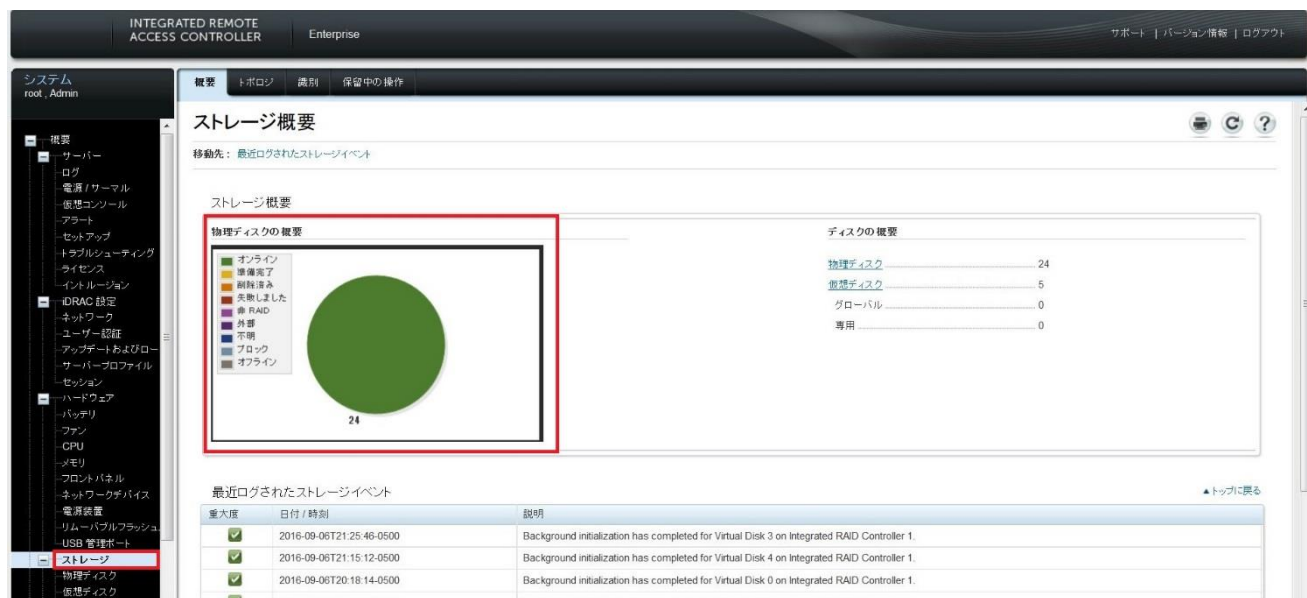 INTEGRATED REMOTE
ACCESS CONTROLLER
Enterprise
サポート | バージョン情報 | ログアウト
システム
root , Admin
概要
サーバー
ログ
電源 / サーマル
仮想コンソール
アラート
セットアップ
トラブルシューティング
ライセンス
イントルージョン
iDRAC 設定
ネットワーク
ユーザー認証
アップデートおよびロー
サーバープロファイル
セッション
ハードウェア
バッテリ
ファン
CPU
メモリ
フロントパネル
ネットワークデバイス
電源装置
リムーバブルフラッシュ
USB 管理ポート
ストレージ
物理ディスク
仮想ディスク
概要 トポロジ 識別 保留中の操作
ストレージ概要
移動先： 最近ログされたストレージイベント
ストレージ概要
物理ディスクの概要
オンライン
準備完了
削除済み
失敗しました
非 RAID
外部
不明
ブロック
オフライン
24
ディスクの概要
物理ディスク 24
仮想ディスク 5
グローバル 0
専用 0
最近ログされたストレージイベント
▲トップに戻る
重大度 日付 / 時刻 説明
2016-09-06T21:25:46-0500 Background initialization has completed for Virtual Disk 3 on Integrated RAID Controller 1.
2016-09-06T21:15:12-0500 Background initialization has completed for Virtual Disk 4 on Integrated RAID Controller 1.
2016-09-06T20:18:14-0500 Background initialization has completed for Virtual Disk 0 on Integrated RAID Controller 1.